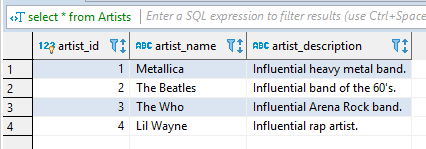 select * from Artists Enter a SQL expression to filter results (use Ctrl+Space
artist_id ABC artist_name ABC artist_description
1 1 Metallica Influential heavy metal band.
2 2 The Beatles Influential band of the 60's.
3 3 The Who Influential Arena Rock band.
4 4 Lil Wayne Influential rap artist.